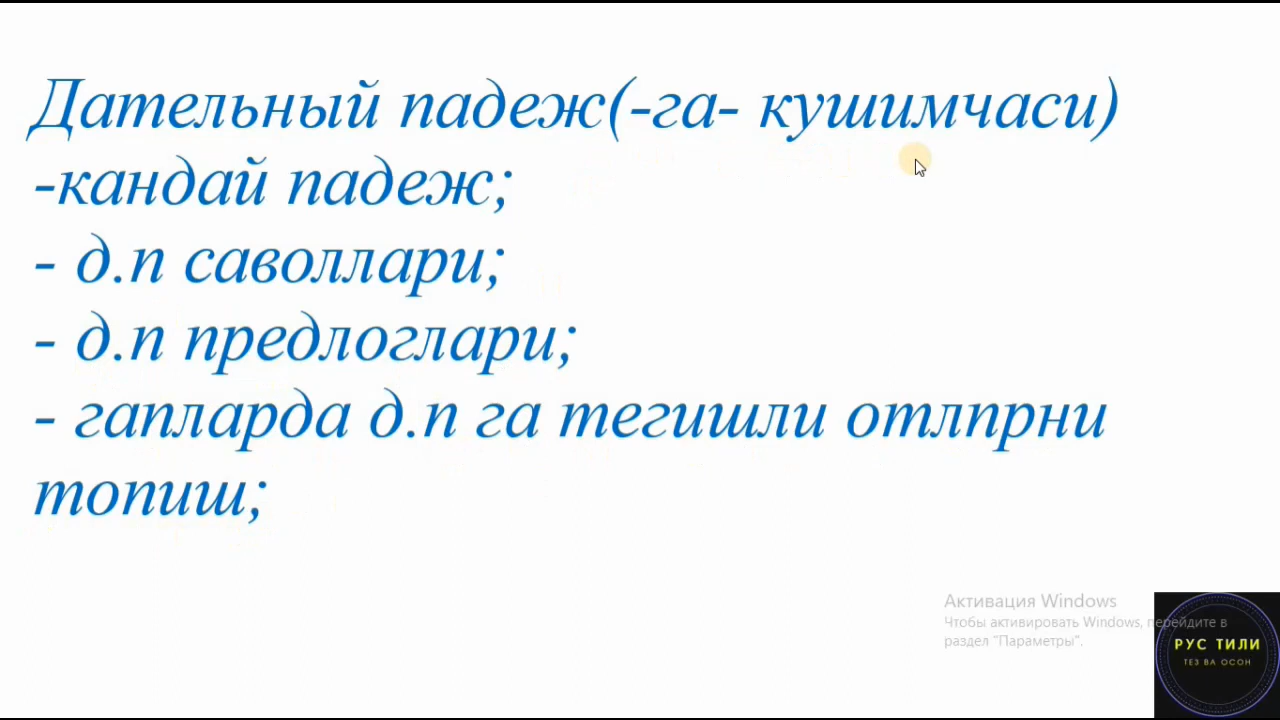 Дательный падеж(-га- кушимчаси)
-кандай падеж;
- д.п саволлари;
- д.п предлоглари;
- гапларда д.п га тегишли отлпрни
топиш;
Активация Windows
Чтобы активировать Windows, перейдите в
раздел "Параметры".
РУС ТИЛИ
ТЕЗ ВА ОСОН